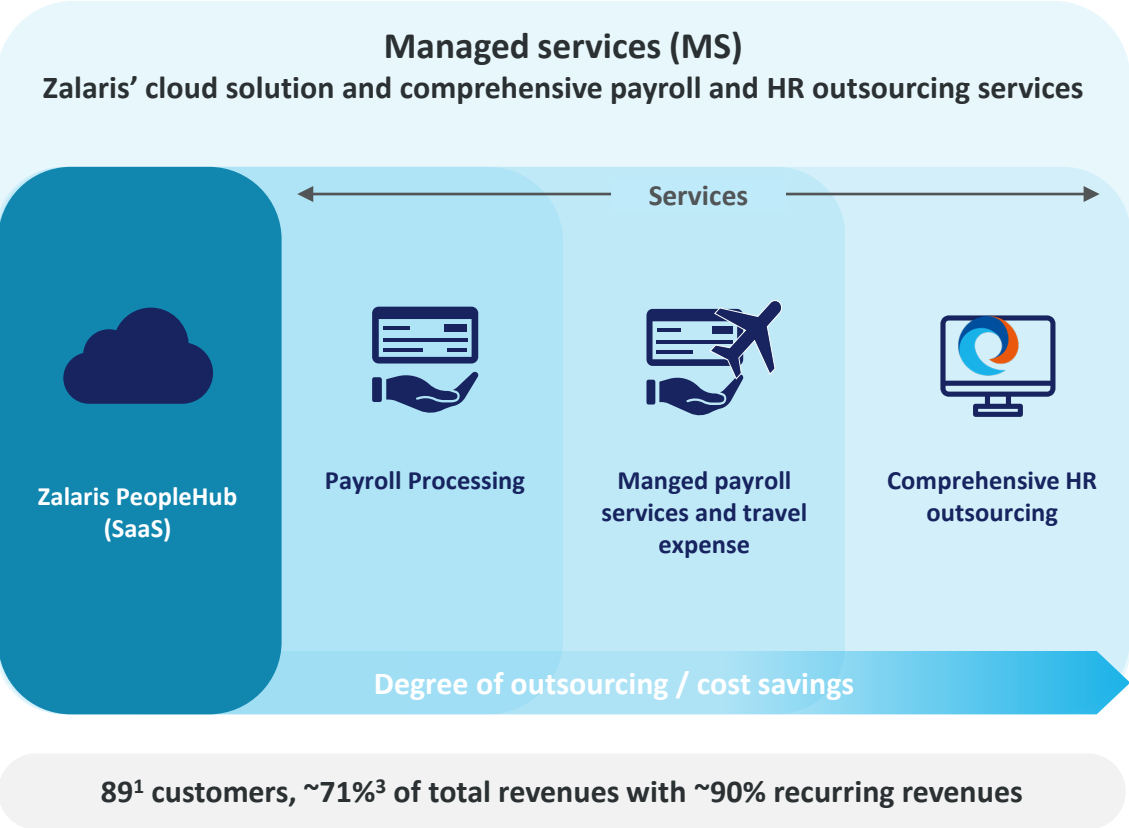 Managed services (MS)
Zalaris’ cloud solution and comprehensive payroll and HR outsourcing services
Services
Zalaris PeopleHub
(SaaS)
Payroll Processing
Manged payroll
services and travel
expense
Comprehensive HR
outsourcing
Degree of outsourcing / cost savings
89¹ customers, ~71%³ of total revenues with ~90% recurring revenues